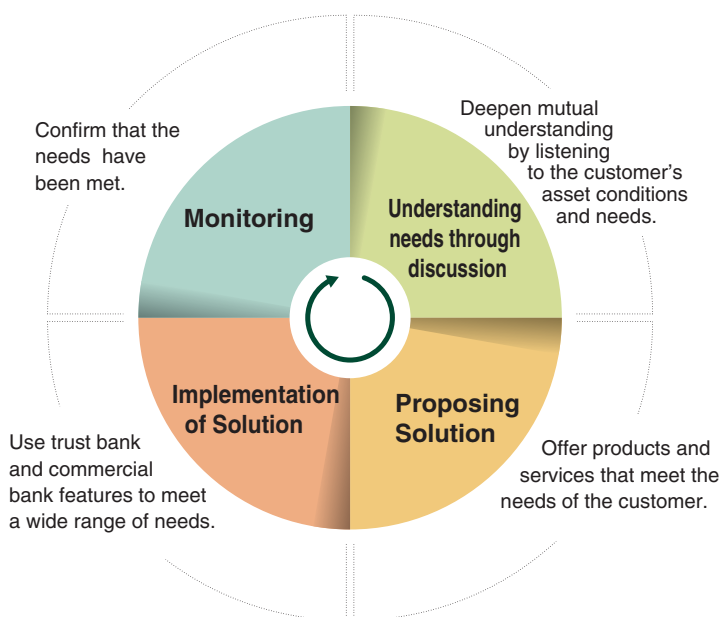 Confirm that the
needs have
been met.
Monitoring
Deepen mutual
understanding
by listening
to the customer's
asset conditions
and needs.
Understanding
needs through
discussion
Implementation
of Solution
Use trust bank
and commercial
bank features to meet
a wide range of needs.
Proposing
Solution
Offer products and
services that meet the
needs of the customer.